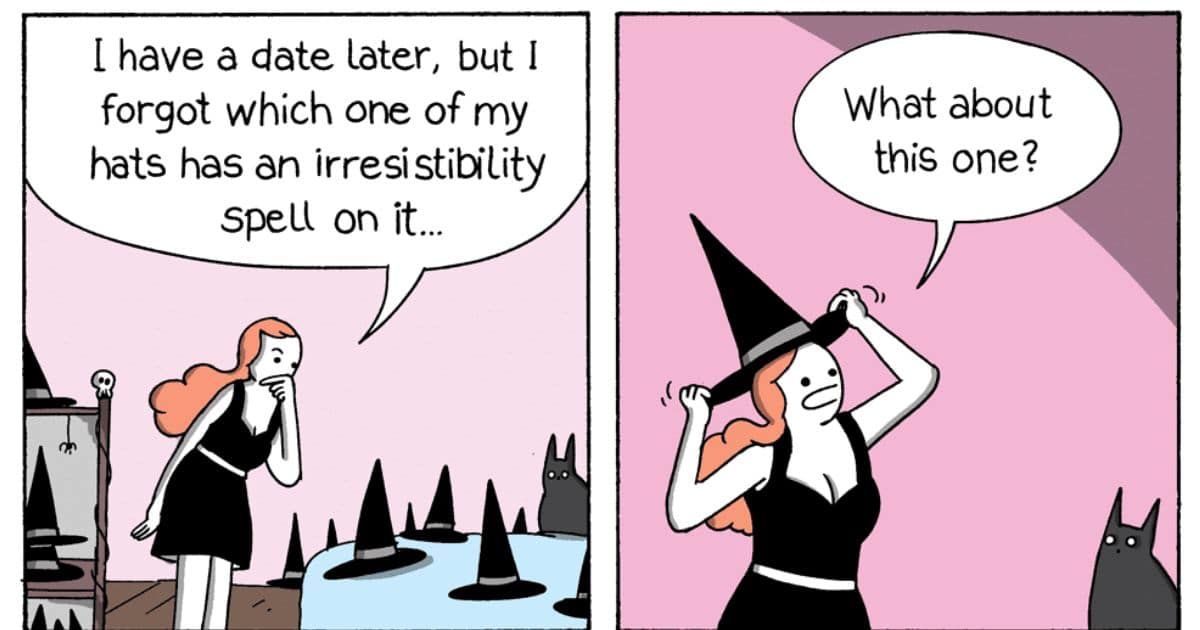 I have a date later, but I
forgot which one of my
hats has an irresistibility
spell on it...
What about
this one?